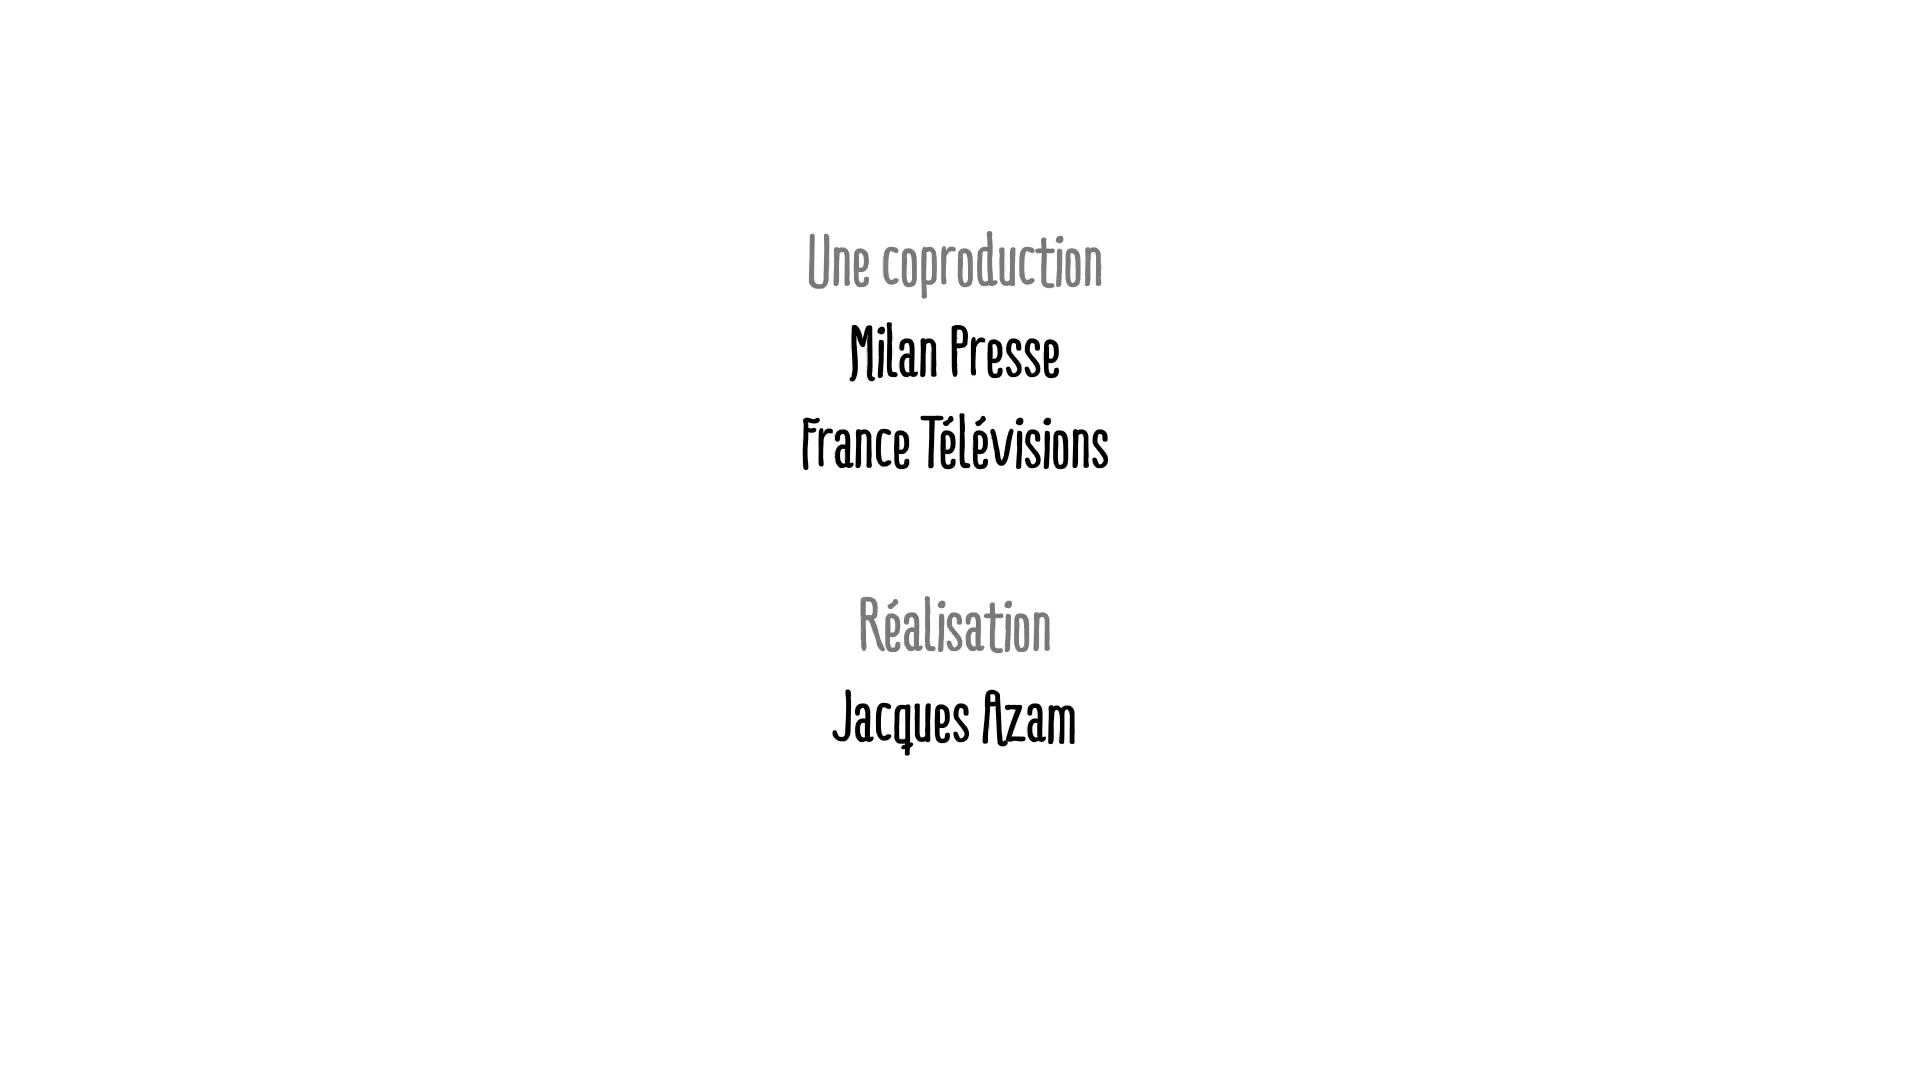 Une coproduction
Milan Presse
France Télévisions
Réalisation
Jacques Azam